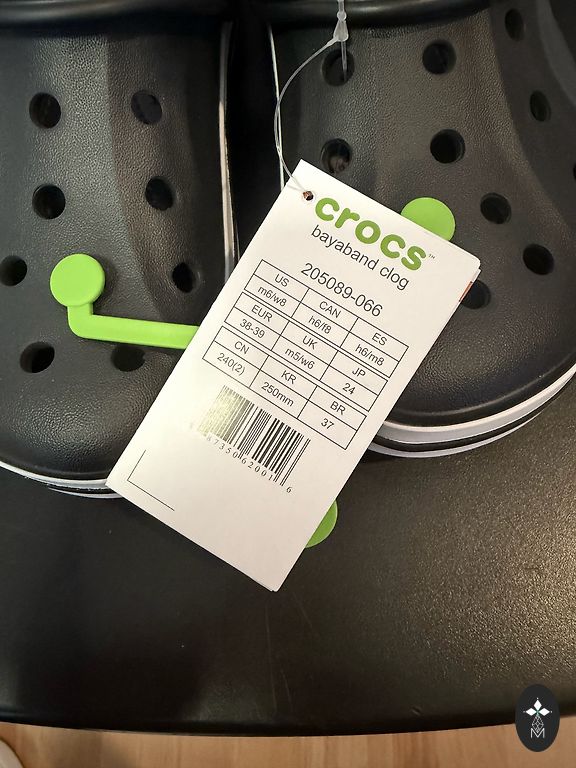 crocs™
bayaband clog
205089-066
US CAN ES
m6/w8 h6/f8 h6/m8
EUR UK JP
38-39 m5/w6 24
CN KR BR
240(2) 250mm 37
M